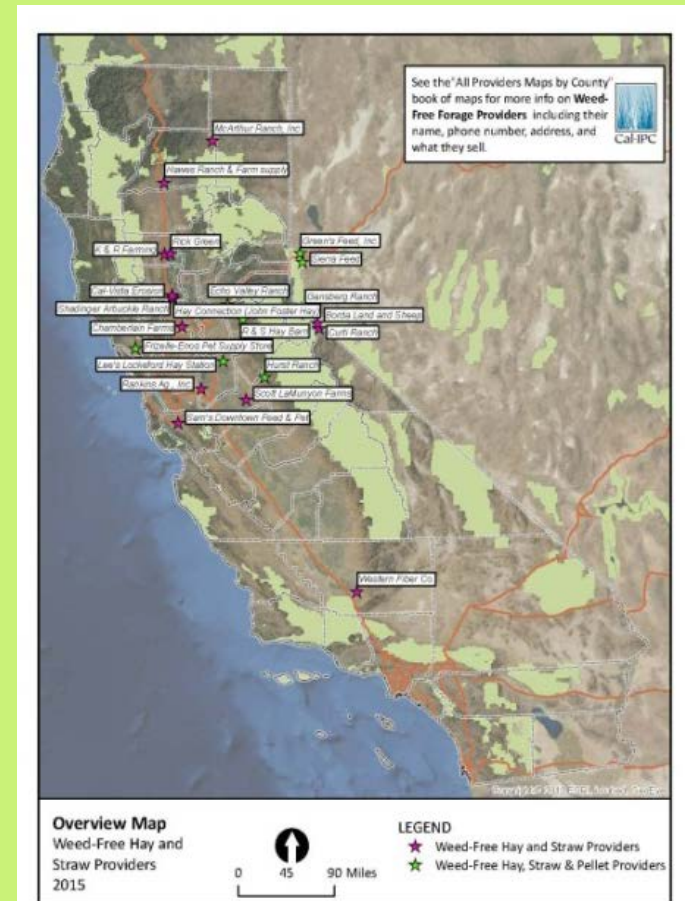 See the "All Providers Maps by County"
book of maps for more info on Weed-
Free Forage Providers including their
name, phone number, address, and
what they sell.
Cal-IPC
McArthur Ranch, Inc
Hawes Ranch & Farm supply
K & R Farming
Rick Green
Green's Feed, Inc.
Sierra Feed
Cal-Vista Erosion
Echo Valley Ranch
Gansberg Ranch
Shadinger Arbuckle Ranch
Hay Connection (John Foster Hay)
Borda Land and Sheep
Chamberlain Farms
R & S Hay Barn
Curti Ranch
Frizelle-Enos Pet Supply Store
Lee's Lockeford Hay Station
Hurst Ranch
Rankins Ag., Inc.
Scott LaMunyon Farms
Sam's Downtown Feed & Pet
Western Fiber Co.
Overview Map
Weed-Free Hay and
Straw Providers
2015
0 45 90 Miles
LEGEND
Weed-Free Hay and Straw Providers
Weed-Free Hay, Straw & Pellet Providers